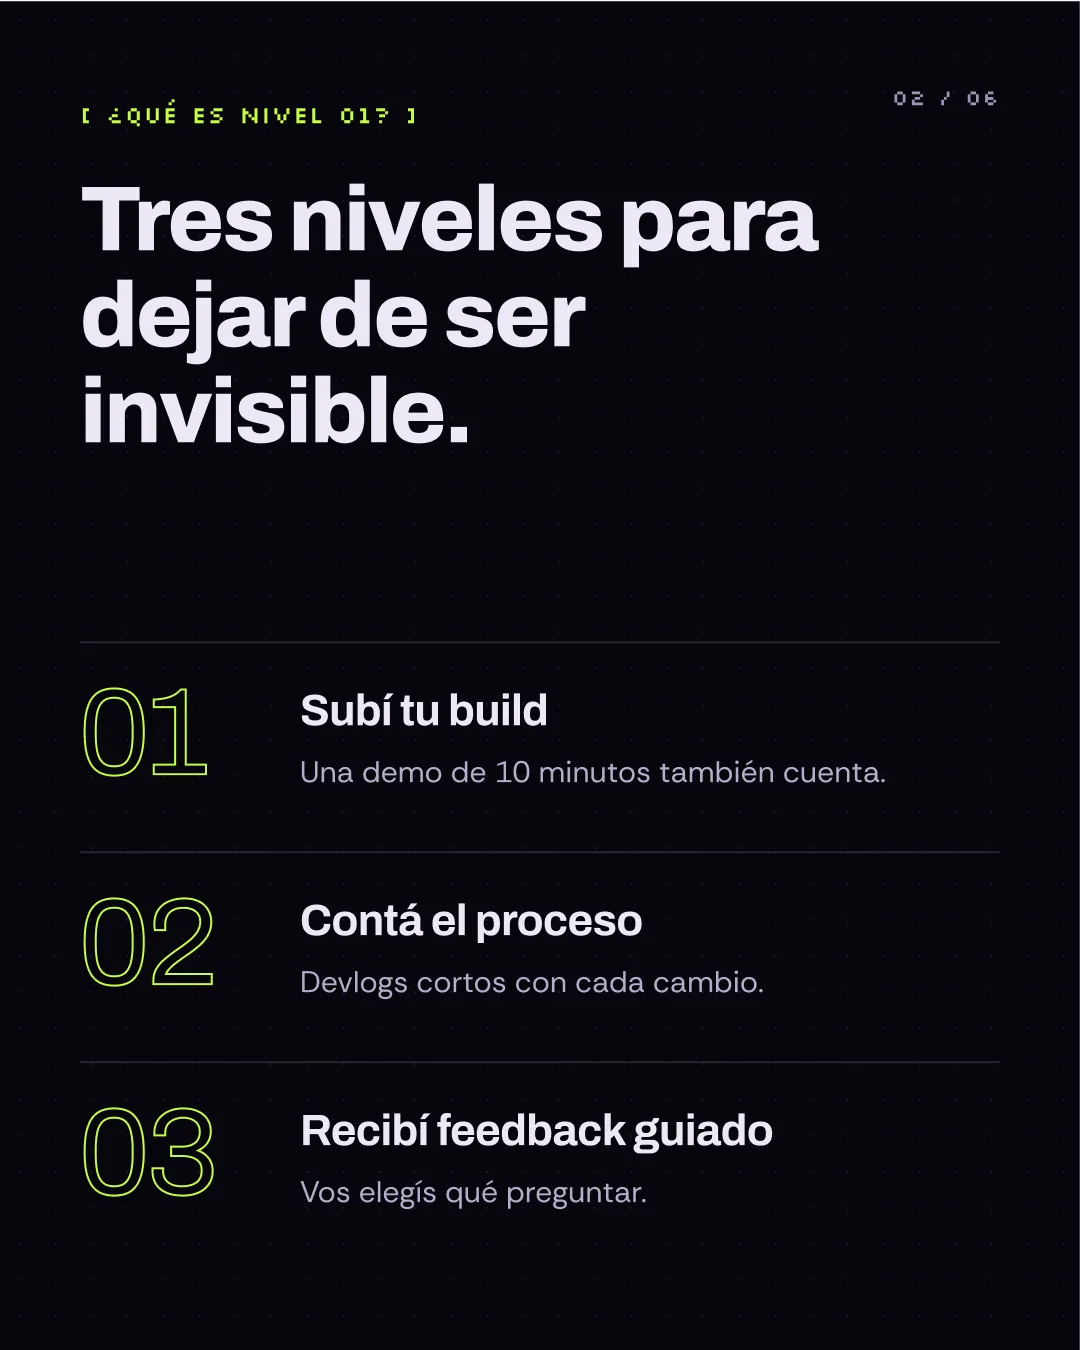 [ ¿QUÉ ES NIVEL 01? ]
02 / 06
Tres niveles para
dejar de ser
invisible.
01
Subí tu build
Una demo de 10 minutos también cuenta.
02
Contá el proceso
Devlogs cortos con cada cambio.
03
Recibí feedback guiado
Vos elegís qué preguntar.